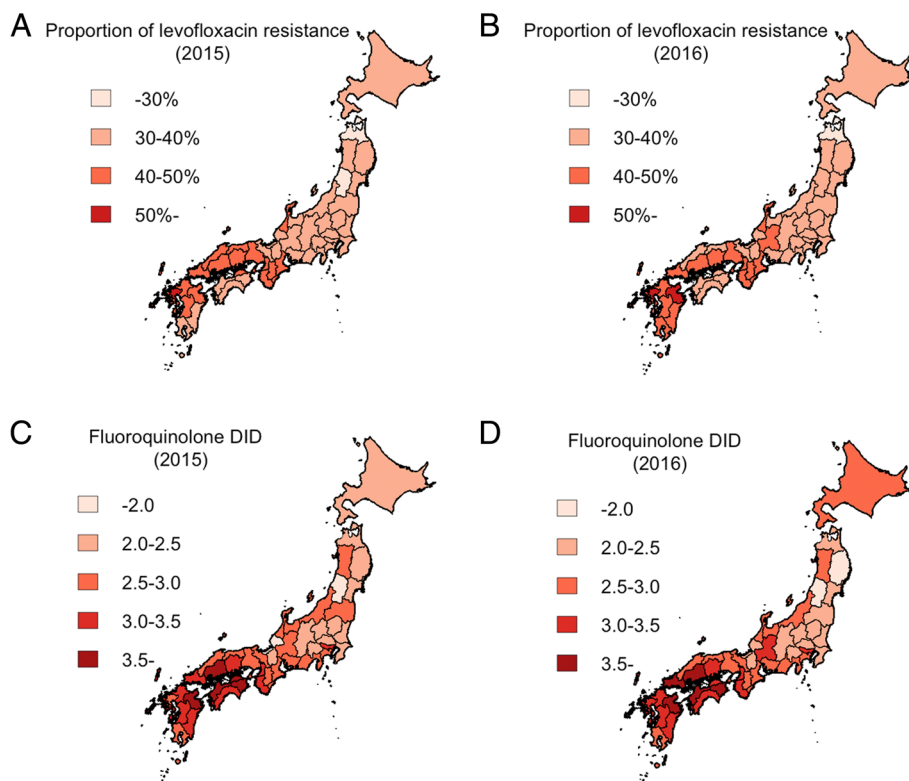 A
Proportion of levofloxacin resistance
(2015)
-30%
30-40%
40-50%
50%-
B
Proportion of levofloxacin resistance
(2016)
-30%
30-40%
40-50%
50%-
C
Fluoroquinolone DID
(2015)
-2.0
2.0-2.5
2.5-3.0
3.0-3.5
3.5-
D
Fluoroquinolone DID
(2016)
-2.0
2.0-2.5
2.5-3.0
3.0-3.5
3.5-